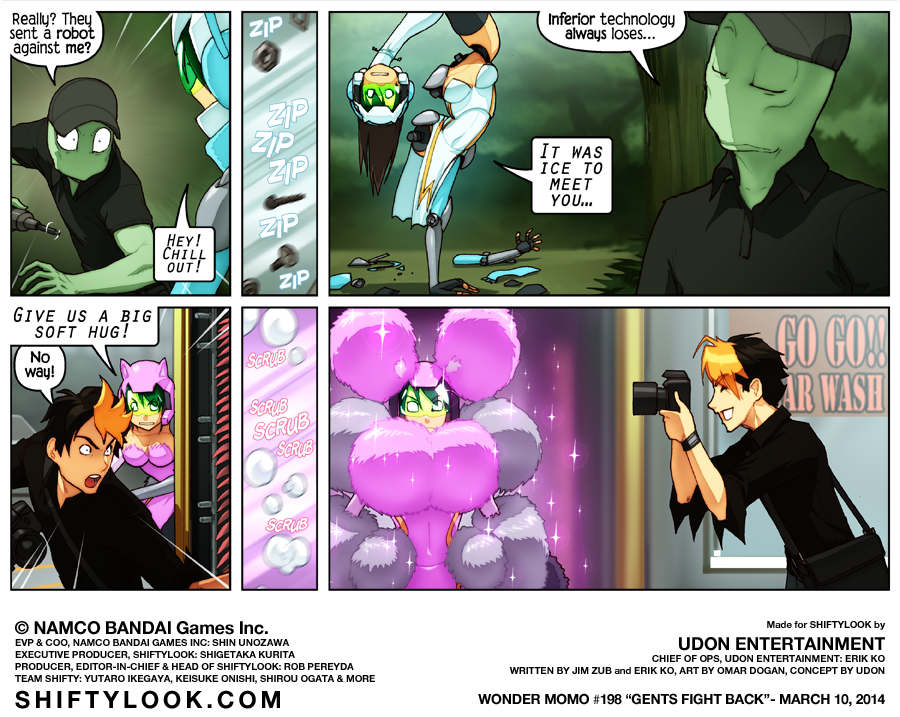 Really? They
sent a robot
against me?
Hey!
Chill
out!
ZIP
ZIP
ZIP
ZIP
ZIP
ZIP
Inferior technology
always loses...
It was
ice to
meet
you...
Give us a big
soft hug!
No
way!
SCRUB
SCRUB
SCRUB
SCRUB
SCRUB
GO GO!!
AR WASH
© NAMCO BANDAI Games Inc.
EVP & COO, NAMCO BANDAI GAMES INC: SHIN UNOZAWA
EXECUTIVE PRODUCER, SHIFTYLOOK: SHIGETAKA KURITA
PRODUCER, EDITOR-IN-CHIEF & HEAD OF SHIFTYLOOK: ROB PEREYDA
TEAM SHIFTY: YUTARO IKEGAYA, KEISUKE ONISHI, SHIROU OGATA & MORE
SHIFTYLOOK.COM
Made for SHIFTYLOOK by
UDON ENTERTAINMENT
CHIEF OF OPS, UDON ENTERTAINMENT: ERIK KO
WRITTEN BY JIM ZUB and ERIK KO, ART BY OMAR DOGAN, CONCEPT BY UDON
WONDER MOMO #198 “GENTS FIGHT BACK”- MARCH 10, 2014